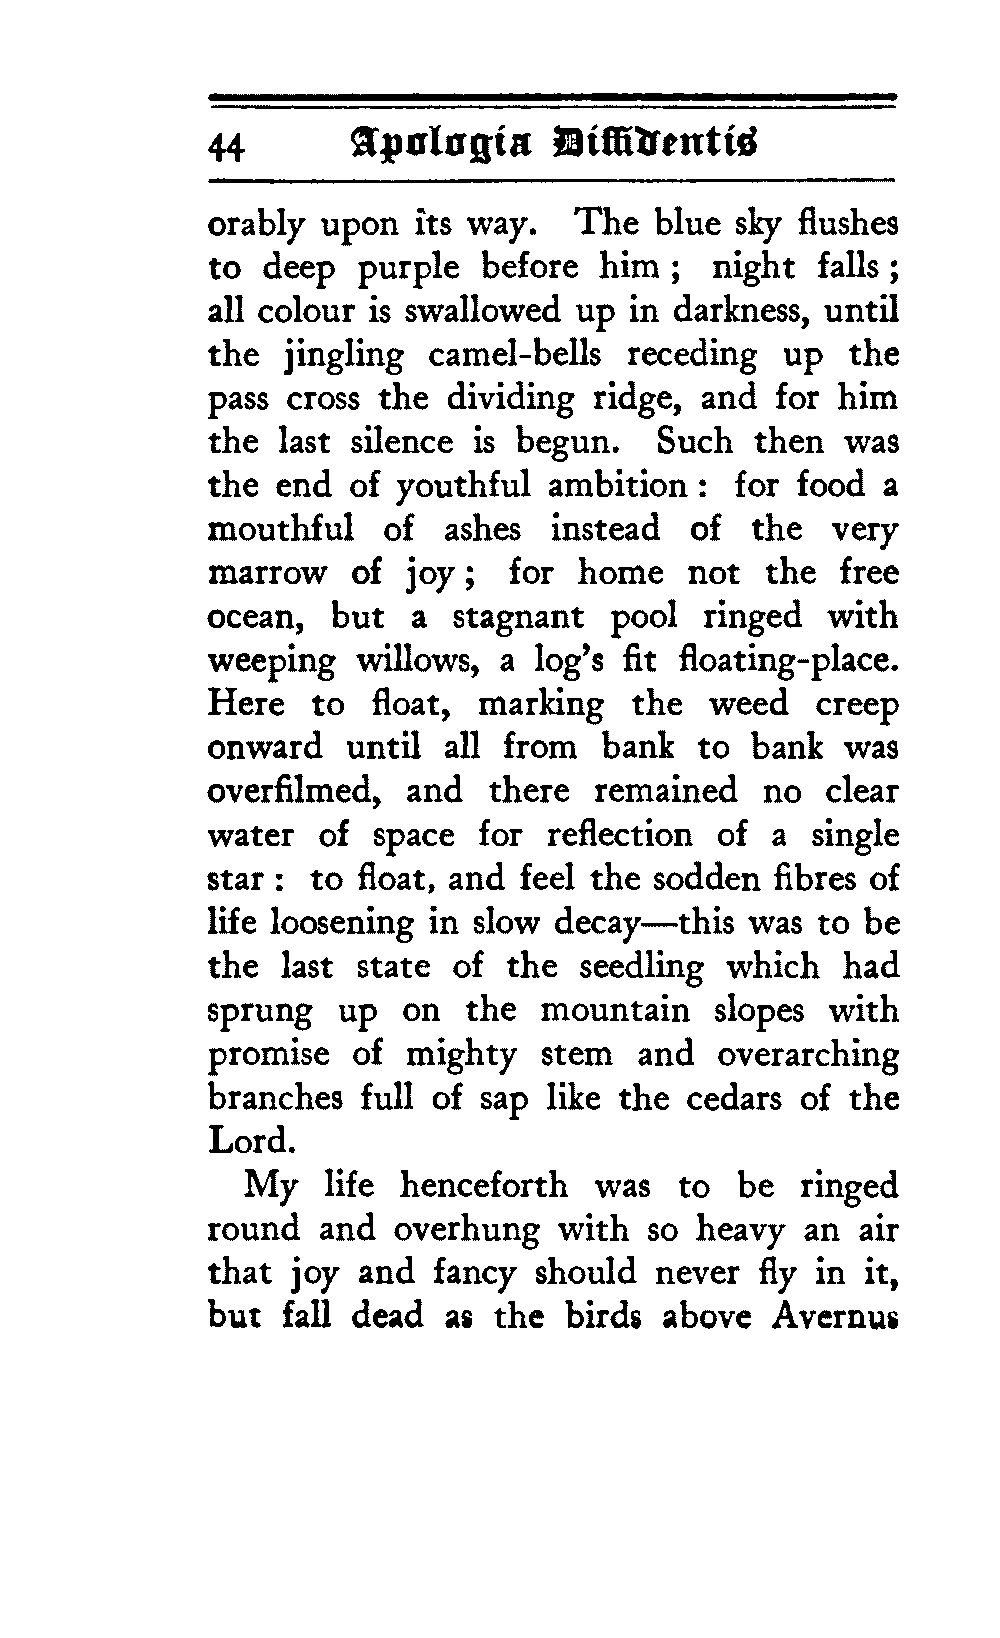 44 Apologia Diffidentis
orably upon its way. The blue sky flushes
to deep purple before him ; night falls ;
all colour is swallowed up in darkness, until
the jingling camel-bells receding up the
pass cross the dividing ridge, and for him
the last silence is begun. Such then was
the end of youthful ambition : for food a
mouthful of ashes instead of the very
marrow of joy ; for home not the free
ocean, but a stagnant pool ringed with
weeping willows, a log's fit floating-place.
Here to float, marking the weed creep
onward until all from bank to bank was
overfilmed, and there remained no clear
water of space for reflection of a single
star : to float, and feel the sodden fibres of
life loosening in slow decay—this was to be
the last state of the seedling which had
sprung up on the mountain slopes with
promise of mighty stem and overarching
branches full of sap like the cedars of the
Lord.
My life henceforth was to be ringed
round and overhung with so heavy an air
that joy and fancy should never fly in it,
but fall dead as the birds above Avernus